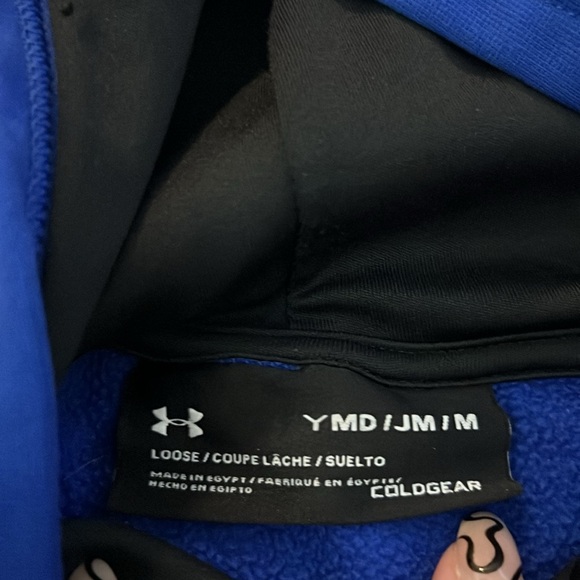 YMD / JM / M
LOOSE / COUPE LÂCHE / SUELTO
MADE IN EGYPT / FABRIQUÉ EN ÉGYPTE/
HECHO EN EGIPTO
COLDGEAR